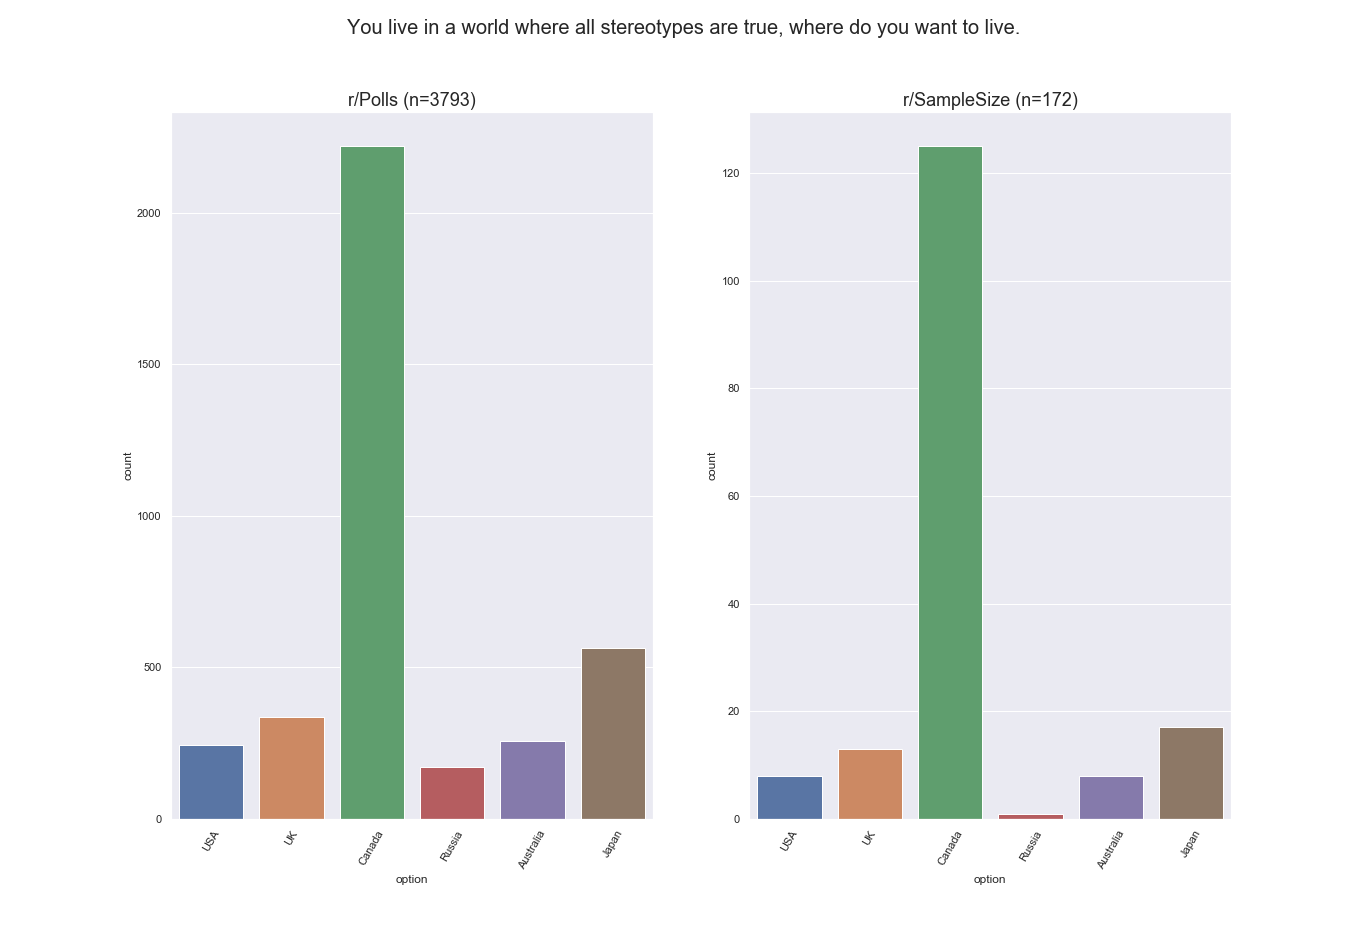 You live in a world where all stereotypes are true, where do you want to live.
r/Polls (n=3793)
2000
1500
1000
500
0
count
USA
UK
Canada
Russia
Australia
Japan
option
r/SampleSize (n=172)
120
100
80
60
40
20
0
count
USA
UK
Canada
Russia
Australia
Japan
option